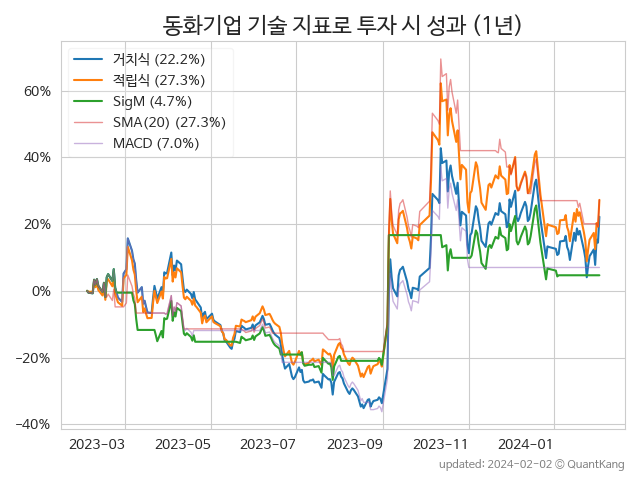 동화기업 기술 지표로 투자 시 성과 (1년)
거치식 (22.2%)
적립식 (27.3%)
SigM (4.7%)
SMA(20) (27.3%)
MACD (7.0%)
60%
40%
20%
0%
−20%
−40%
2023−03
2023−05
2023−07
2023−09
2023−11
2024−01
updated: 2024-02-02 © QuantKang